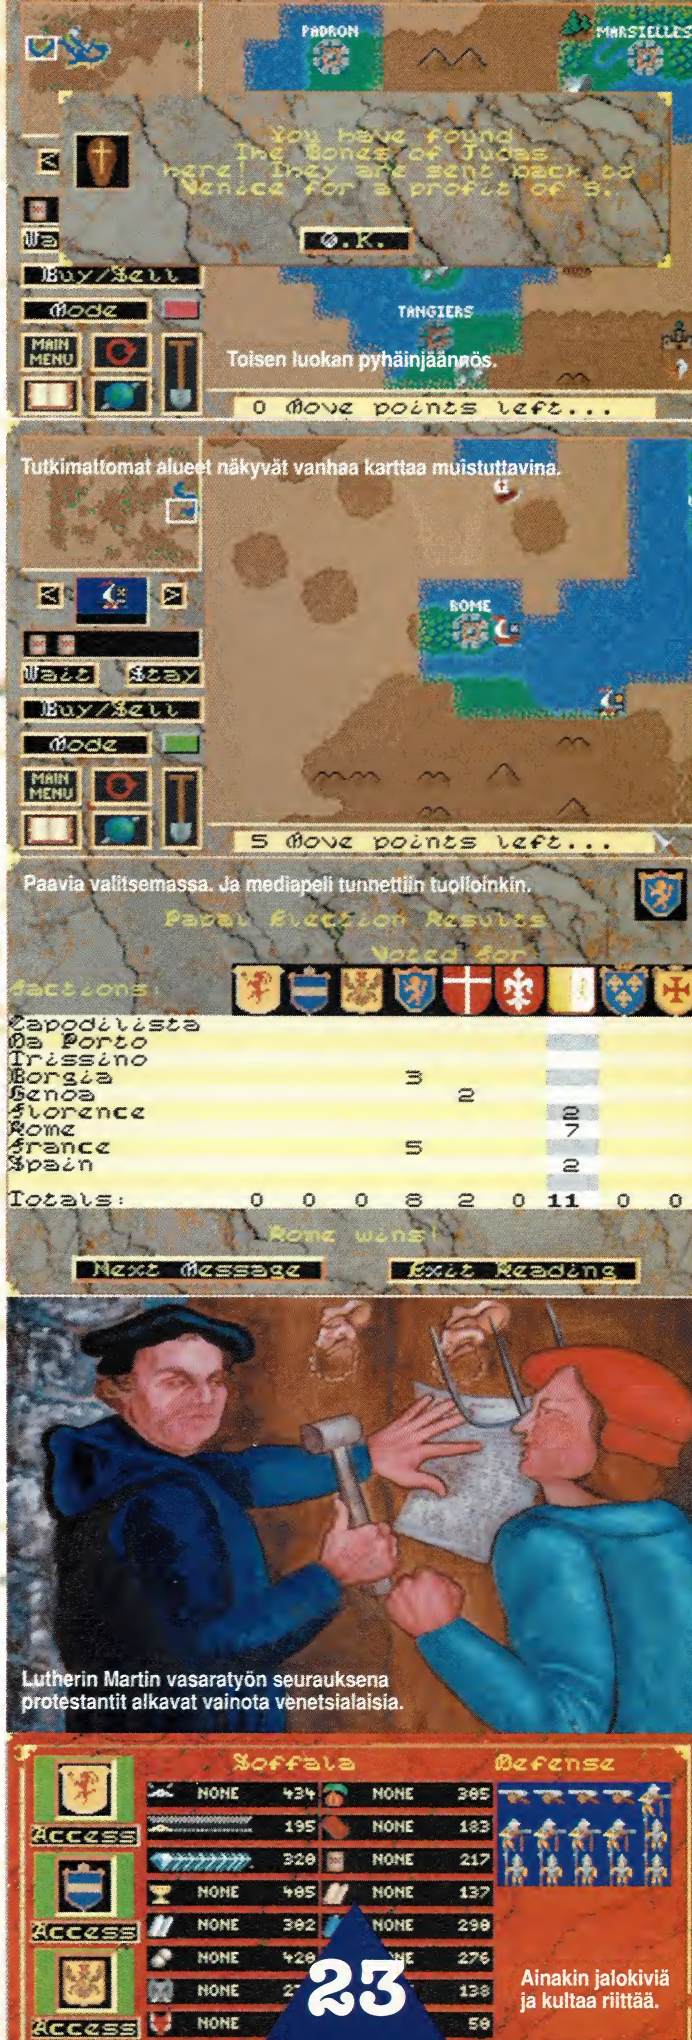 PADRON
MARSIELLES
You have found
The Bones of Judas
here! They are sent back to
Venice for a profit of 5.
O.K.
Wa
Buy/Sell
Mode
MAIN
MENU
TANGIERS
Toisen luokan pyhäinjäännös.
0 Move points left...
Tutkimattomat alueet näkyvät vanhaa karttaa muistuttavina.
ROME
< >
Wait Stay
Buy/Sell
Mode
MAIN
MENU
5 Move points left...
Paavia valitsemassa. Ja mediapeli tunnettiin tuolloinkin.
Papal Election Results
Voted for
Factions:
Capodilista
Da Porto
Trissino
Borgia 3
Genoa 2
Florence 2
Rome 7
France 5
Spain 2
Totals: 0 0 0 8 2 0 11 0 0
Rome wins!
Next Message Exit Reading
Lutherin Martin vasaratyön seurauksena
protestantit alkavat vainota venetsialaisia.
Soffala Defense
NONE 434 NONE 305
Access 195 NONE 183
320 NONE 217
NONE 405 NONE 137
Access NONE 302 290
NONE 420 NONE 276
NONE 138
Access NONE 50
23
Ainakin jalokiviä
ja kultaa riittää.